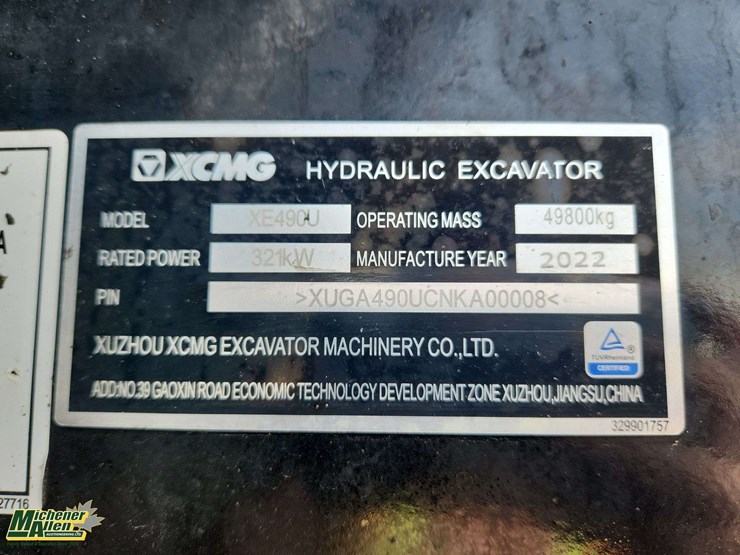 XCMG HYDRAULIC EXCAVATOR
MODEL XE490U OPERATING MASS 49800kg
RATED POWER 321kW MANUFACTURE YEAR 2022
PIN >XUGA490UCNKA00008<
XUZHOU XCMG EXCAVATOR MACHINERY CO.,LTD.
TÜVRheinland
CERTIFIED
ADD:NO.39 GAOXIN ROAD ECONOMIC TECHNOLOGY DEVELOPMENT ZONE XUZHOU,JIANGSU,CHINA
329901757
A
27716
Michener
Allen
AUCTIONEERING LTD.